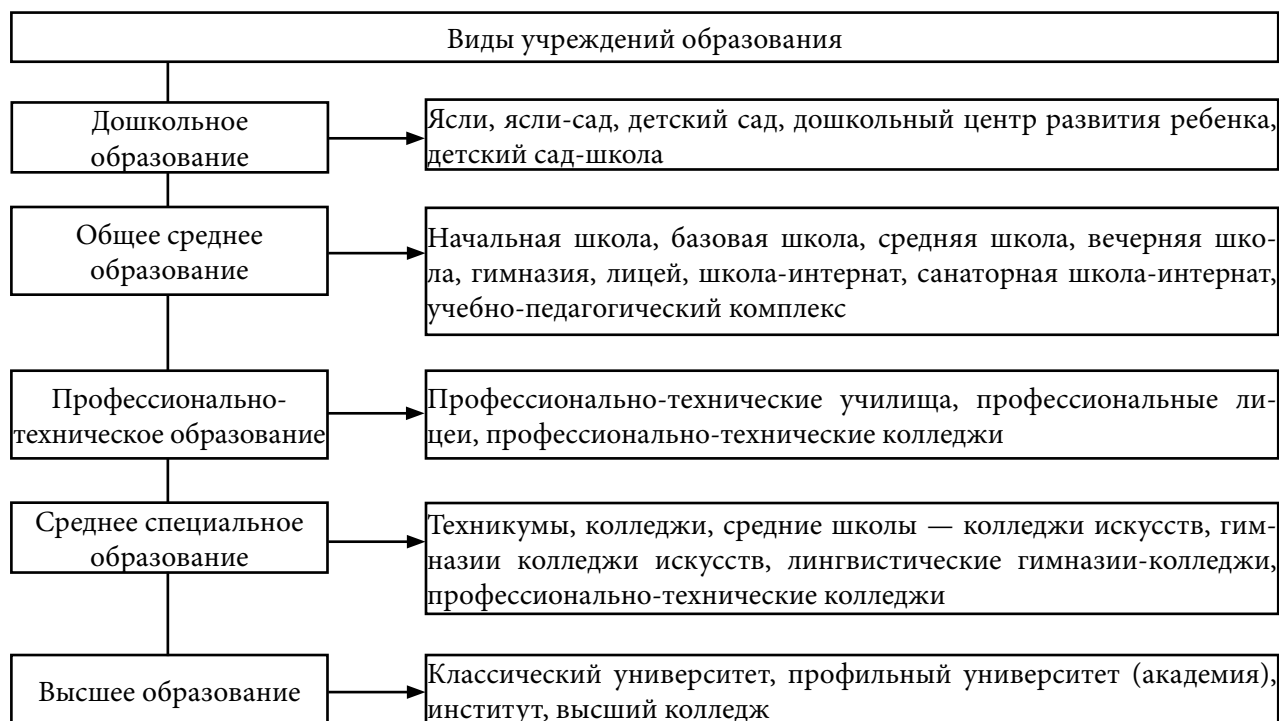 Виды учреждений образования
Дошкольное
образование
Ясли, ясли-сад, детский сад, дошкольный центр развития ребенка,
детский сад-школа
Общее среднее
образование
Начальная школа, базовая школа, средняя школа, вечерняя шко-
ла, гимназия, лицей, школа-интернат, санаторная школа-интернат,
учебно-педагогический комплекс
Профессионально-
техническое образование
Профессионально-технические училища, профессиональные ли-
цеи, профессионально-технические колледжи
Среднее специальное
образование
Техникумы, колледжи, средние школы — колледжи искусств, гим-
назии колледжи искусств, лингвистические гимназии-колледжи,
профессионально-технические колледжи
Высшее образование
Классический университет, профильный университет (академия),
институт, высший колледж